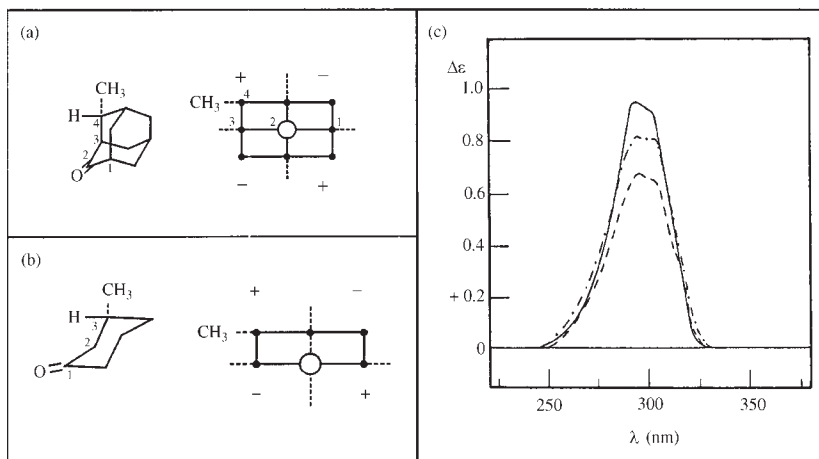 (a)
CH3
H
4
3
2
1
O
+ −
CH3
4
3 2 1
− +
(b)
CH3
H
3
2
1
O
+ −
CH3
− +
(c)
Δε
1.0
0.8
0.6
0.4
+ 0.2
0
250 300 350
λ (nm)